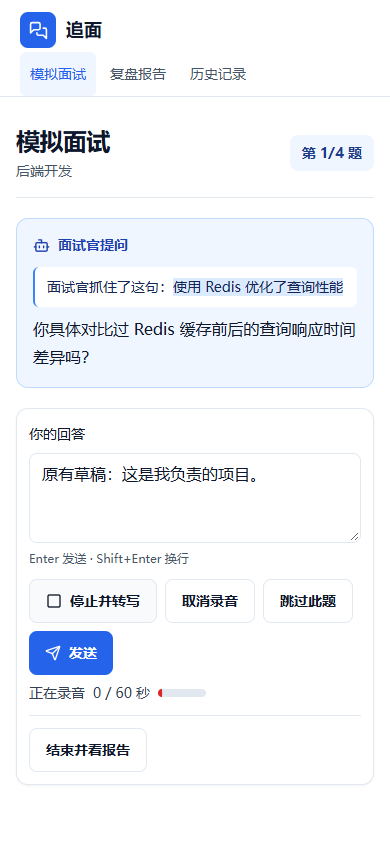 追面
模拟面试 复盘报告 历史记录
模拟面试
后端开发
第 1/4 题
面试官提问
面试官抓住了这句：使用 Redis 优化了查询性能
你具体对比过 Redis 缓存前后的查询响应时间
差异吗？
你的回答
原有草稿：这是我负责的项目。
Enter 发送 · Shift+Enter 换行
停止并转写 取消录音 跳过此题
发送
正在录音 0 / 60 秒
结束并看报告